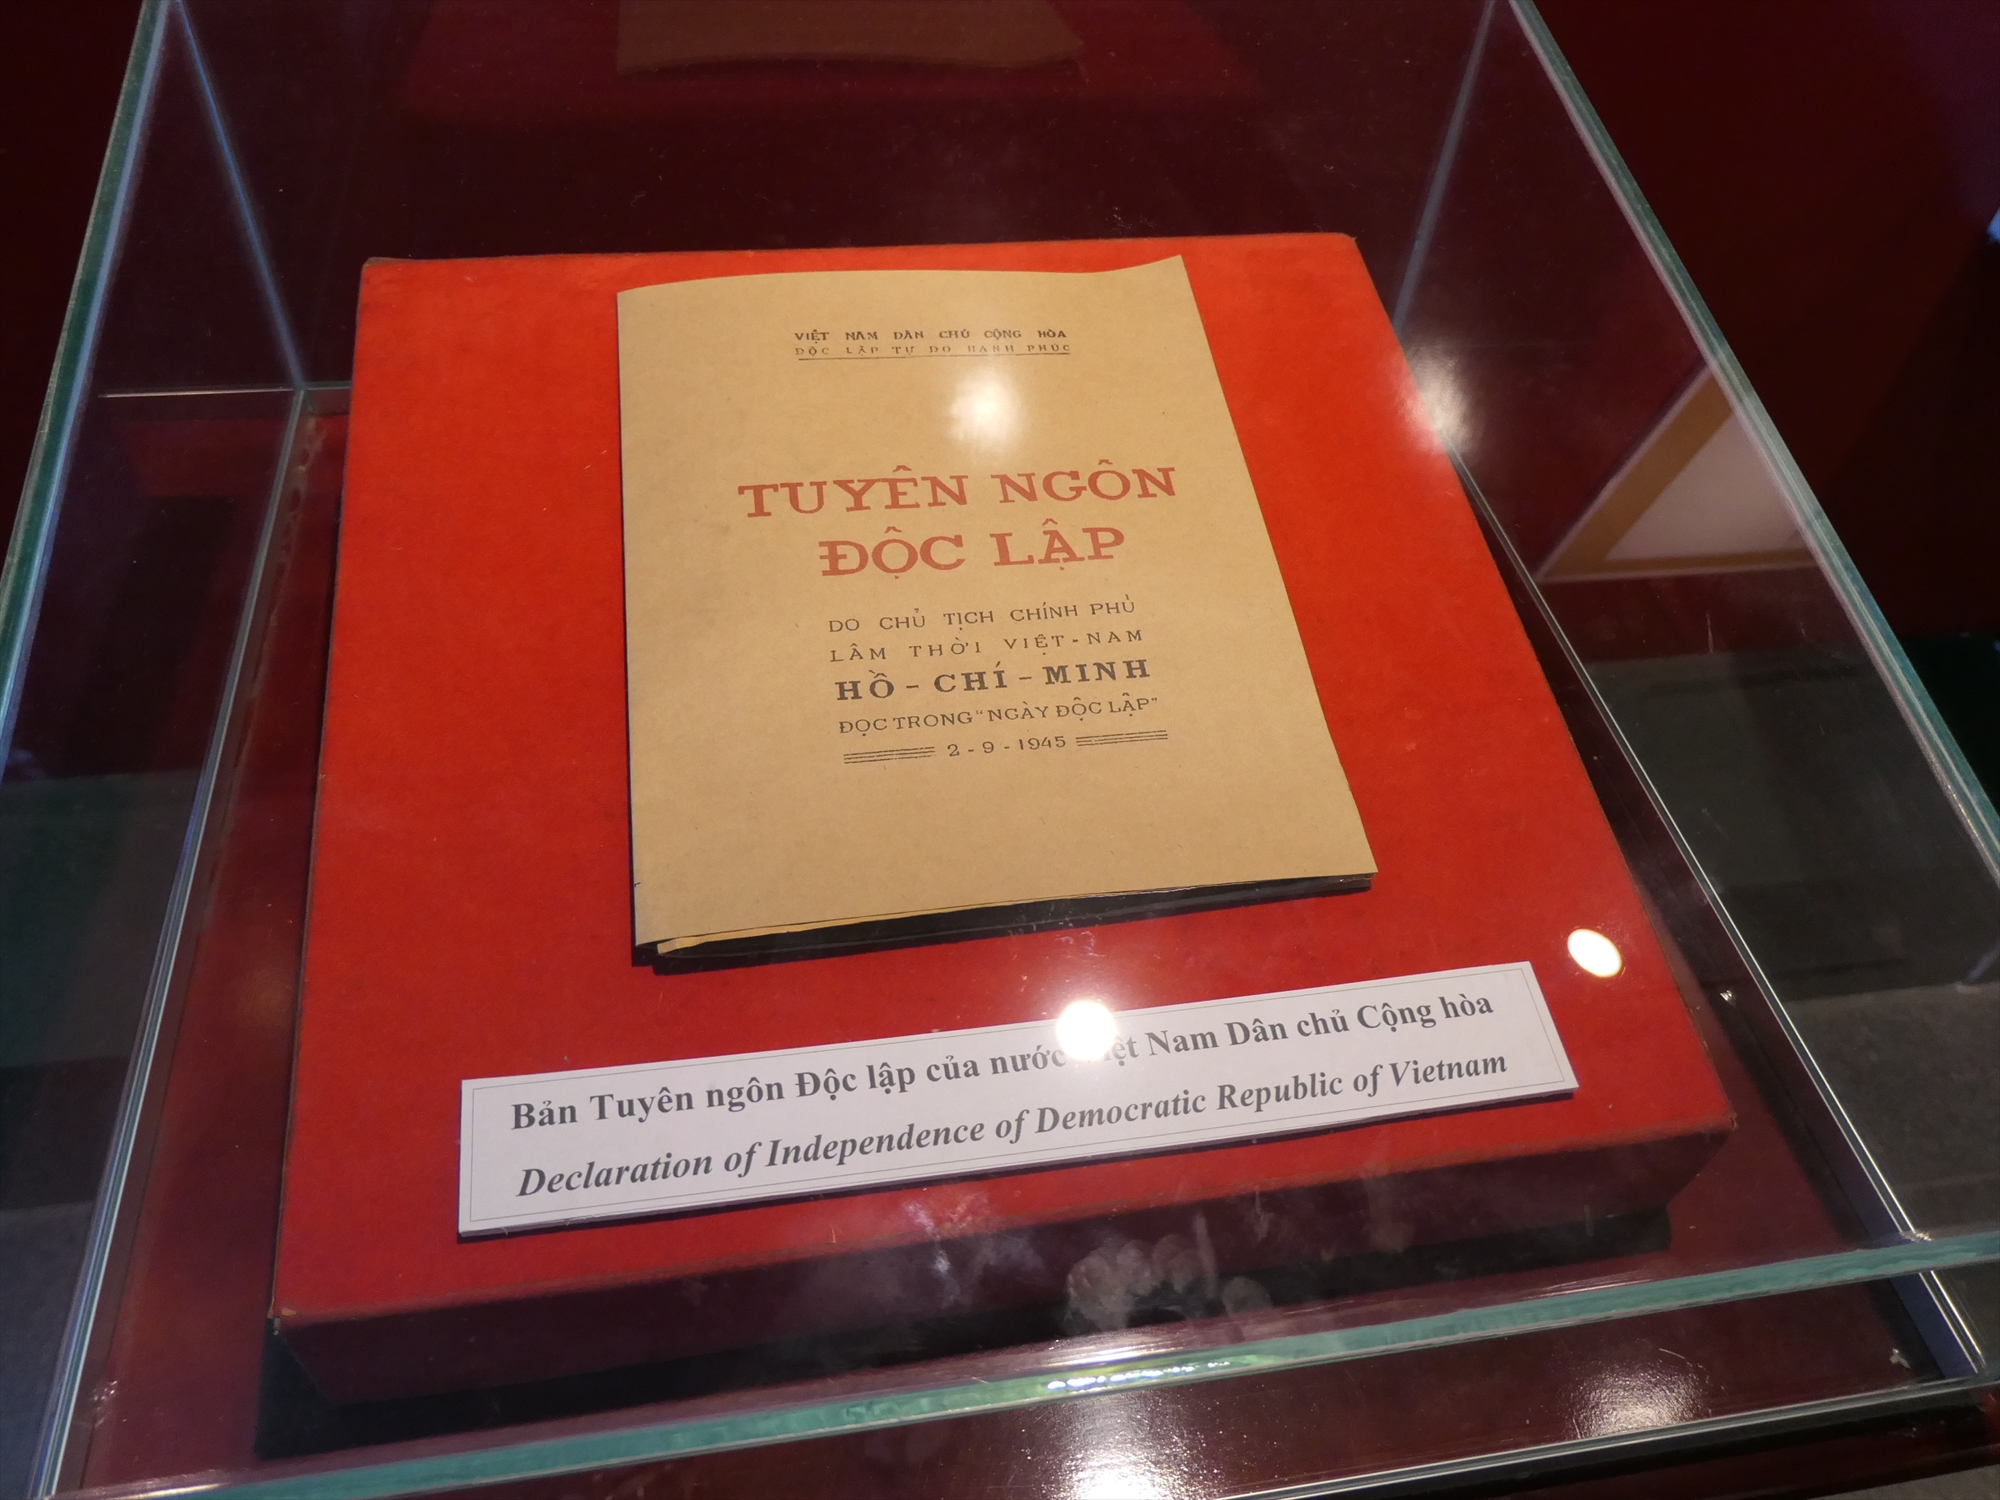 VIỆT NAM DÂN CHỦ CỘNG HÒA
ĐỘC LẬP TỰ DO HẠNH PHÚC
TUYÊN NGÔN
ĐỘC LẬP
DO CHỦ TỊCH CHÍNH PHỦ
LÂM THỜI VIỆT-NAM
HỒ-CHÍ-MINH
ĐỌC TRONG "NGÀY ĐỘC LẬP"
2-9-1945
Bản Tuyên ngôn Độc lập của nước Việt Nam Dân chủ Cộng hòa
Declaration of Independence of Democratic Republic of Vietnam